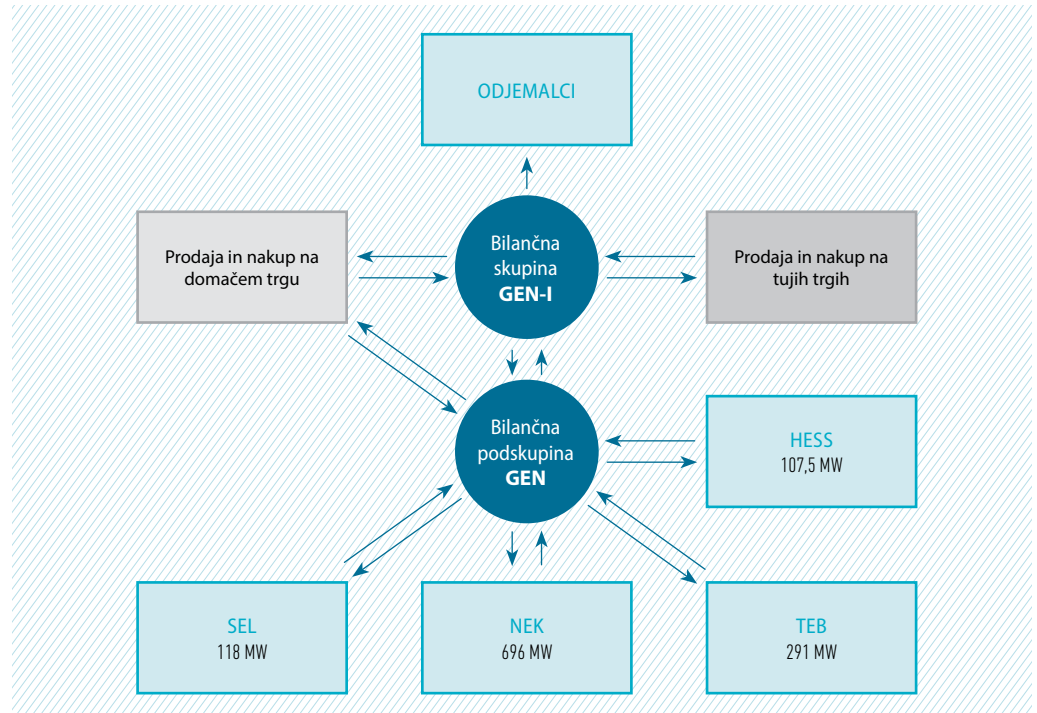 ODJEMALCI
Prodaja in nakup na
domačem trgu
Bilančna
skupina
GEN-I
Prodaja in nakup na
tujih trgih
Bilančna
podskupina
GEN
HESS
107,5 MW
SEL
118 MW
NEK
696 MW
TEB
291 MW